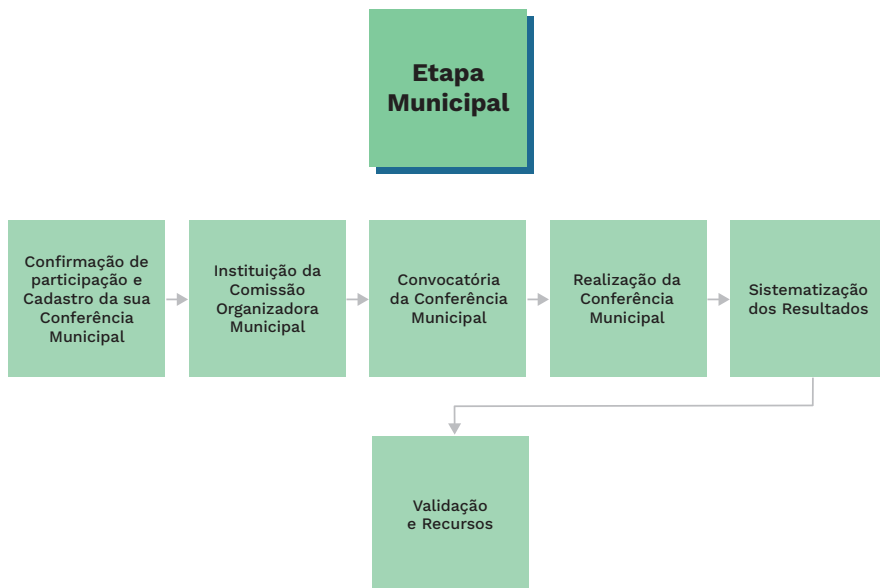 Etapa
Municipal
Confirmação de
participação e
Cadastro da sua
Conferência
Municipal
Instituição da
Comissão
Organizadora
Municipal
Convocatória
da Conferência
Municipal
Realização da
Conferência
Municipal
Sistematização
dos Resultados
Validação
e Recursos